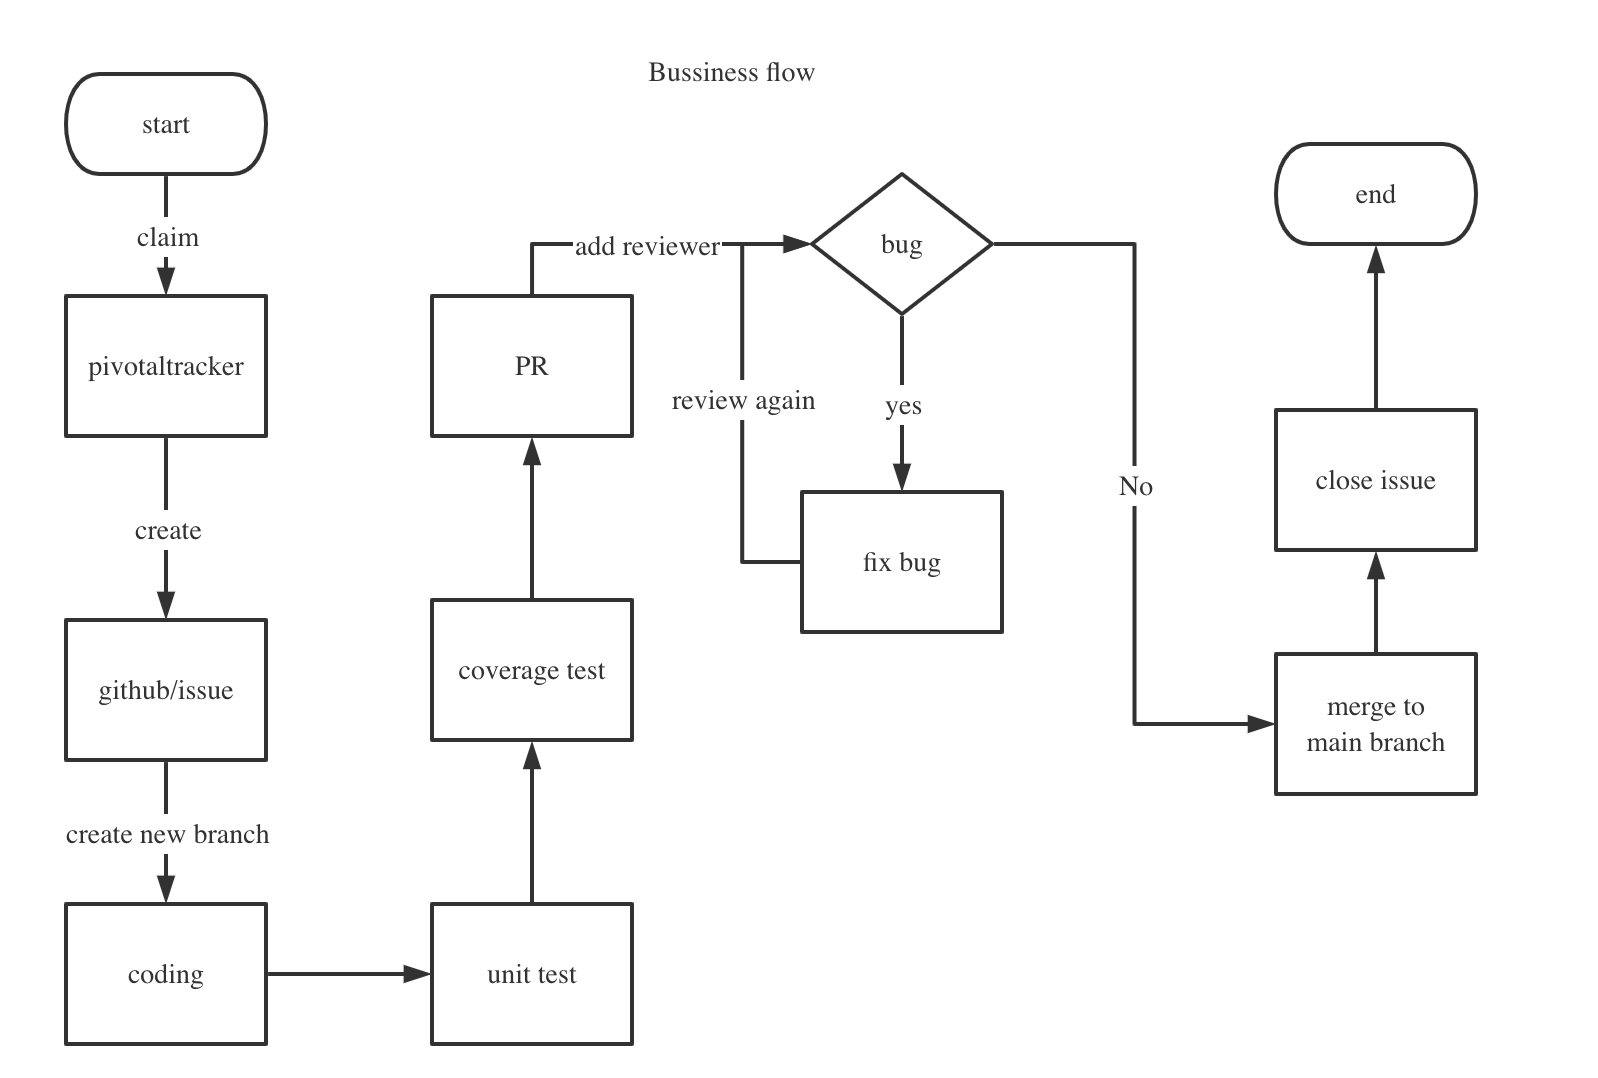 Bussiness flow
start
claim
pivotaltracker
create
github/issue
create new branch
coding
unit test
coverage test
PR
add reviewer
bug
yes
fix bug
review again
No
merge to
main branch
close issue
end